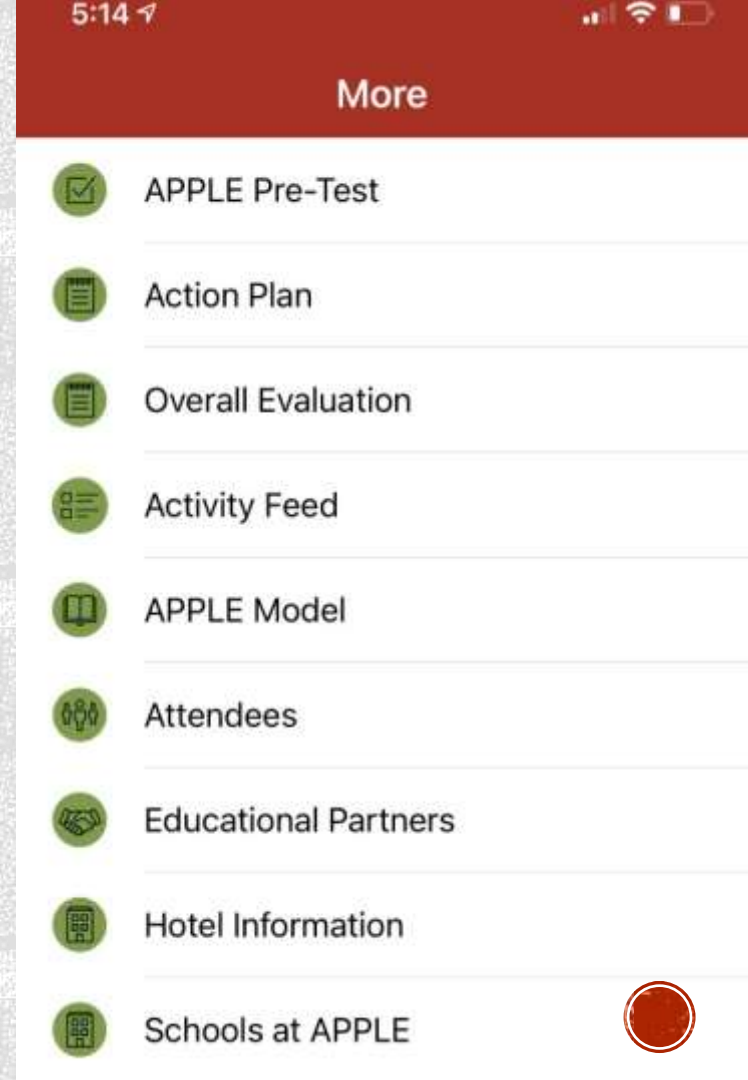 5:14
More
APPLE Pre-Test
Action Plan
Overall Evaluation
Activity Feed
APPLE Model
Attendees
Educational Partners
Hotel Information
Schools at APPLE